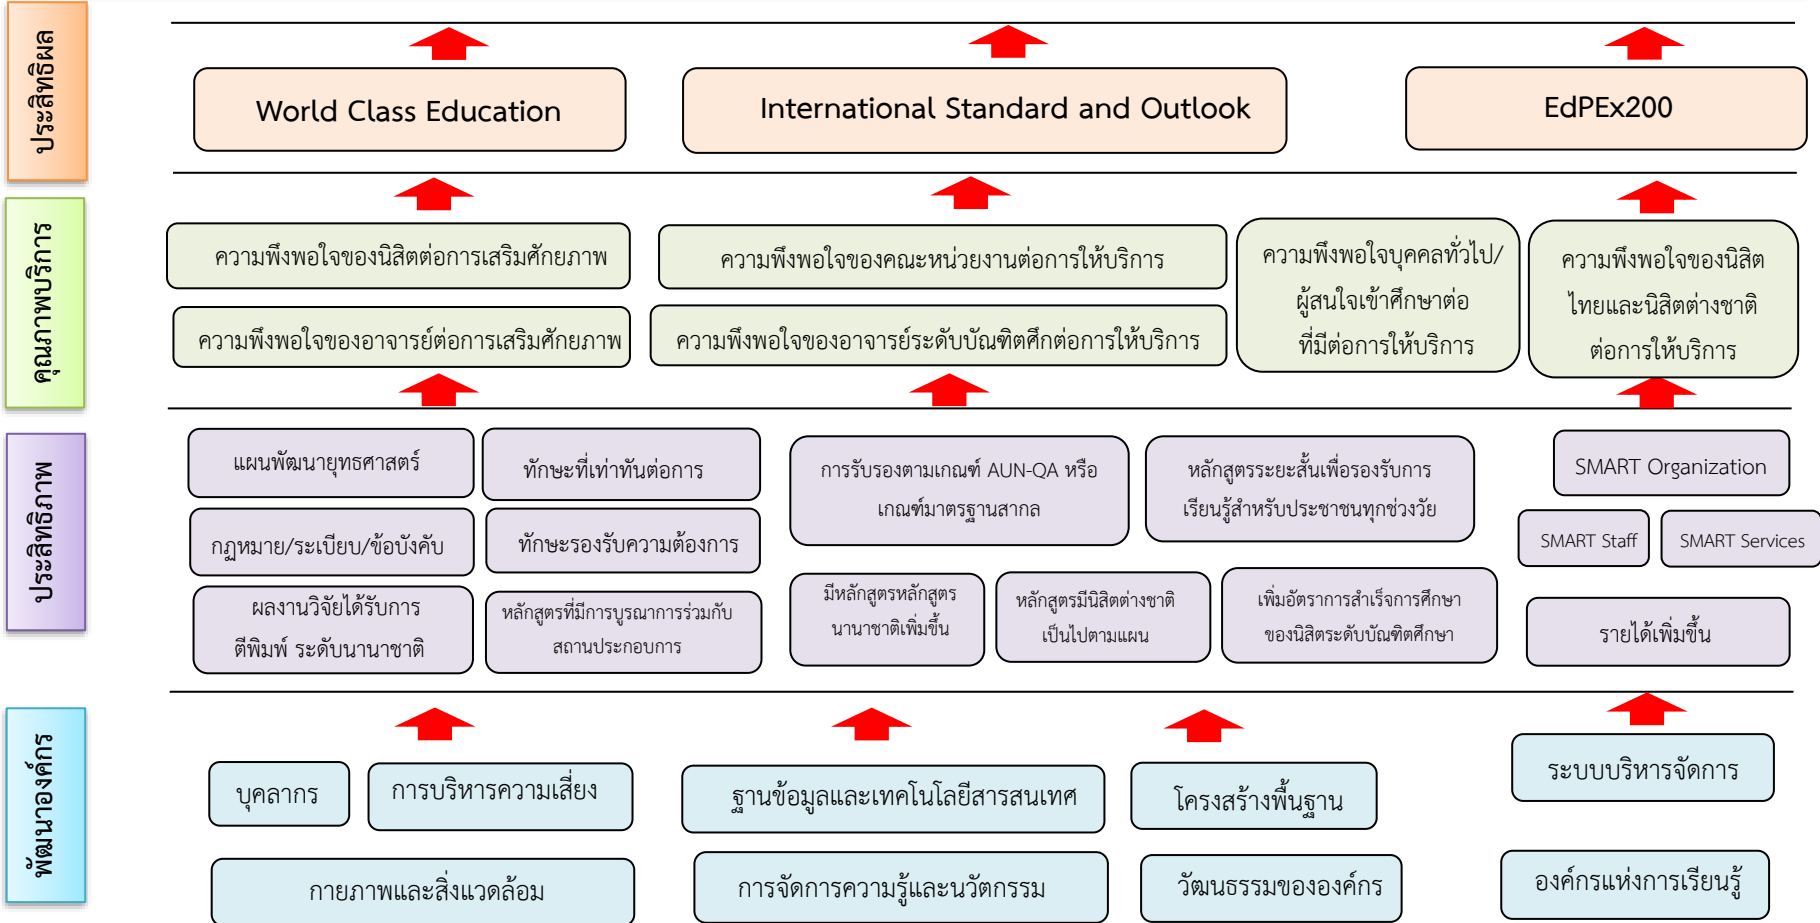 ประสิทธิผล
World Class Education
International Standard and Outlook
EdPEx200
คุณภาพบริการ
ความพึงพอใจของนิสิตต่อการเสริมศักยภาพ
ความพึงพอใจของอาจารย์ต่อการเสริมศักยภาพ
ความพึงพอใจของคณะหน่วยงานต่อการให้บริการ
ความพึงพอใจของอาจารย์ระดับบัณฑิตศึกต่อการให้บริการ
ความพึงพอใจบุคคลทั่วไป/
ผู้สนใจเข้าศึกษาต่อ
ที่มีต่อการให้บริการ
ความพึงพอใจของนิสิต
ไทยและนิสิตต่างชาติ
ต่อการให้บริการ
ประสิทธิภาพ
แผนพัฒนายุทธศาสตร์
ทักษะที่เท่าทันต่อการ
กฎหมาย/ระเบียบ/ข้อบังคับ
ทักษะรองรับความต้องการ
ผลงานวิจัยได้รับการ
ตีพิมพ์ ระดับนานาชาติ
หลักสูตรที่มีการบูรณาการร่วมกับ
สถานประกอบการ
การรับรองตามเกณฑ์ AUN-QA หรือ
เกณฑ์มาตรฐานสากล
หลักสูตรระยะสั้นเพื่อรองรับการ
เรียนรู้สำหรับประชาชนทุกช่วงวัย
มีหลักสูตรหลักสูตร
นานาชาติเพิ่มขึ้น
หลักสูตรมีนิสิตต่างชาติ
เป็นไปตามแผน
เพิ่มอัตราการสำเร็จการศึกษา
ของนิสิตระดับบัณฑิตศึกษา
SMART Organization
SMART Staff
SMART Services
รายได้เพิ่มขึ้น
พัฒนาองค์กร
บุคลากร
การบริหารความเสี่ยง
ฐานข้อมูลและเทคโนโลยีสารสนเทศ
โครงสร้างพื้นฐาน
ระบบบริหารจัดการ
กายภาพและสิ่งแวดล้อม
การจัดการความรู้และนวัตกรรม
วัฒนธรรมขององค์กร
องค์กรแห่งการเรียนรู้